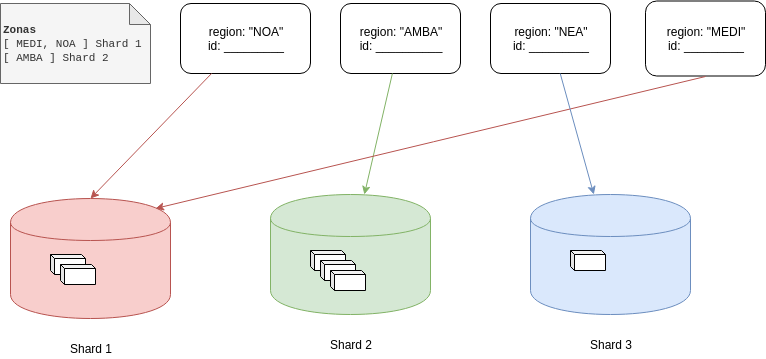 Zonas
[ MEDI, NOA ] Shard 1
[ AMBA ] Shard 2
region: "NOA"
id: _________
region: "AMBA"
id: __________
region: "NEA"
id: _________
region: "MEDI"
id: _________
Shard 1
Shard 2
Shard 3